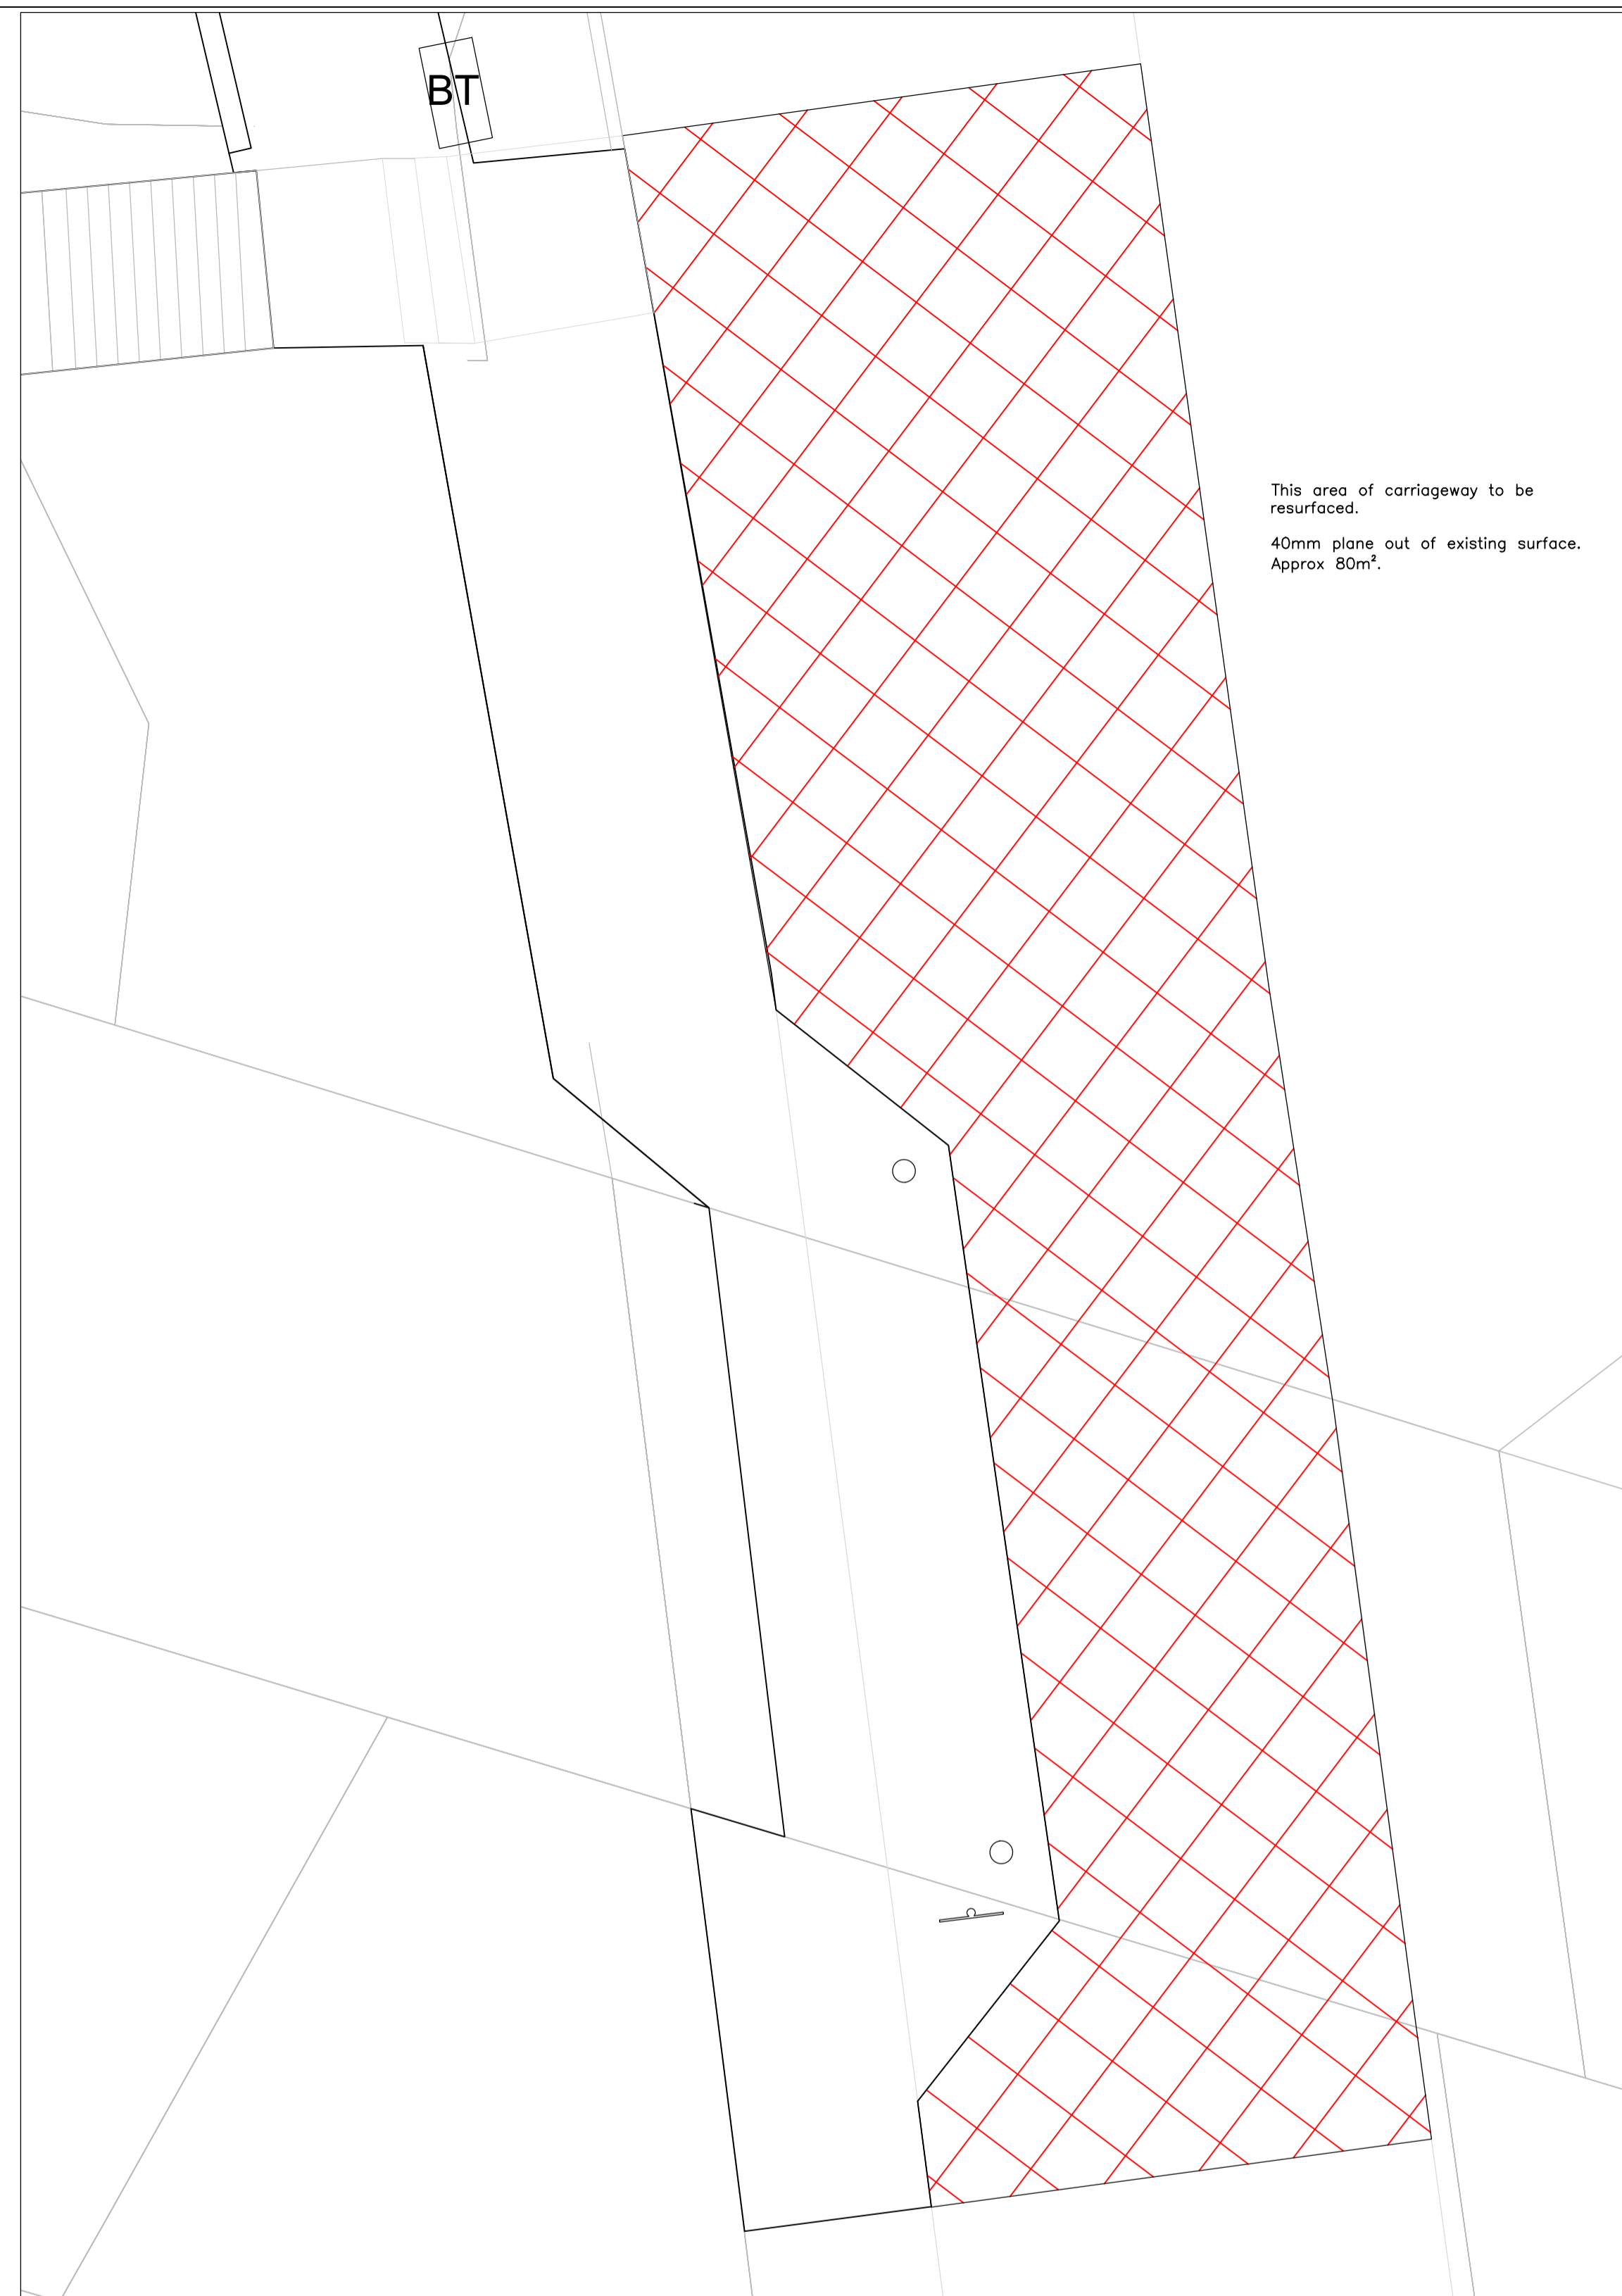 BT
This area of carriageway to be
resurfaced.
40mm plane out of existing surface.
Approx 80m².